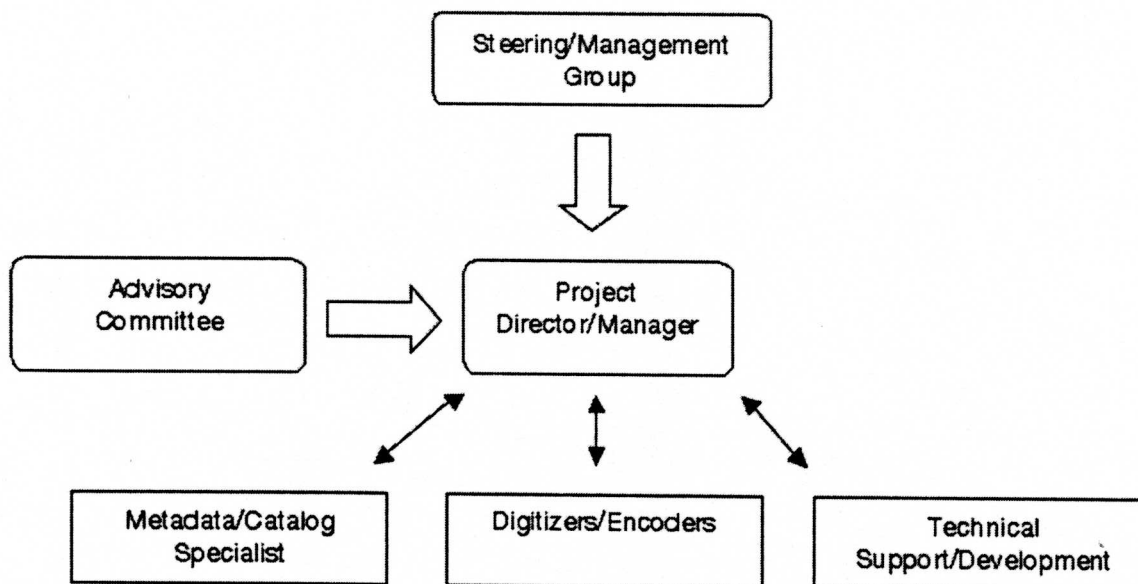 Steering/Management
Group
Advisory
Committee
Project
Director/Manager
Metadata/Catalog
Specialist
Digitizers/Encoders
Technical
Support/Development